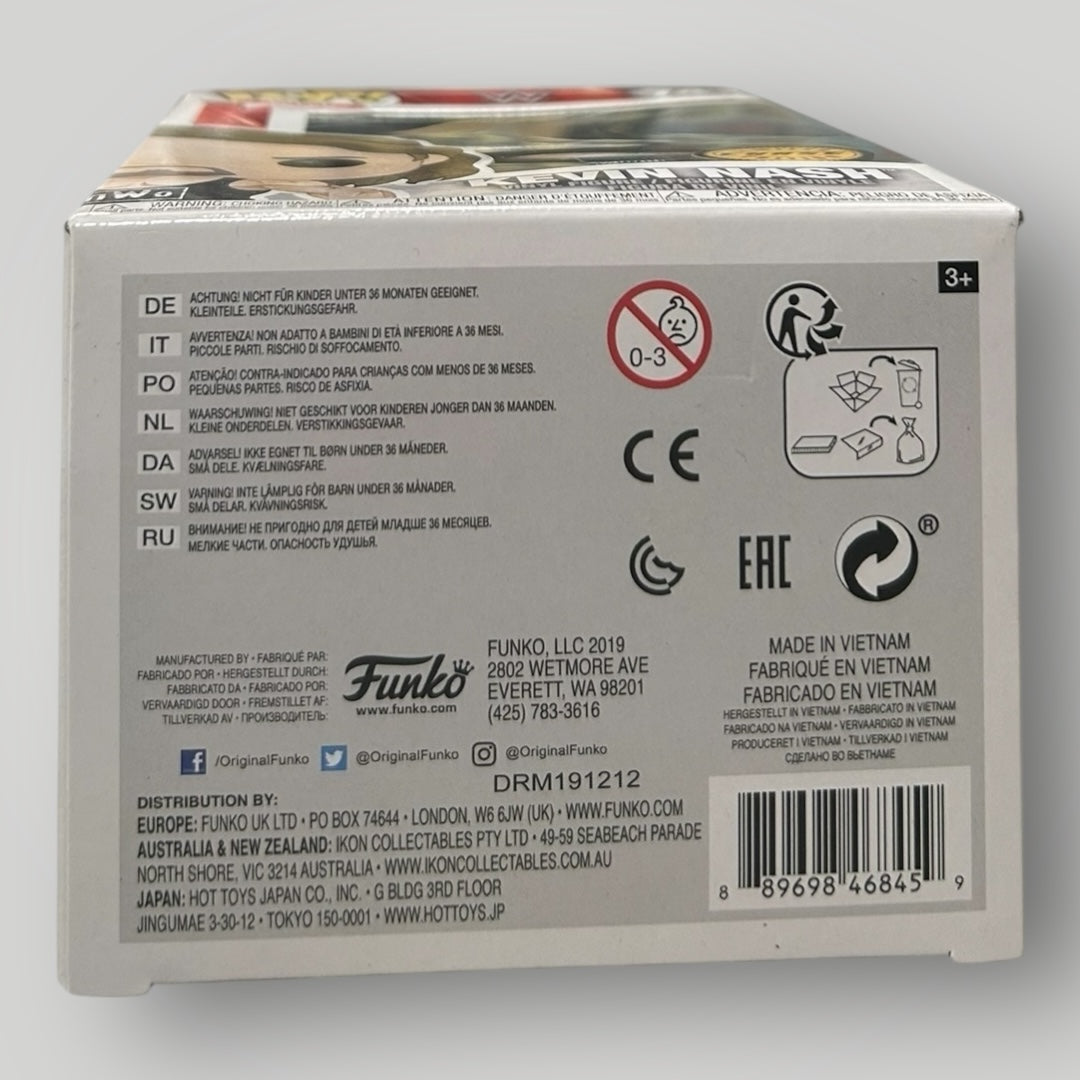 KEVIN NASH
3+
DE ACHTUNG! NICHT FÜR KINDER UNTER 36 MONATEN GEEIGNET.
KLEINTEILE. ERSTICKUNGSGEFAHR.
IT AVVERTENZA! NON ADATTO A BAMBINI DI ETÀ INFERIORE A 36 MESI.
PICCOLE PARTI. RISCHIO DI SOFFOCAMENTO.
PO ATENÇÃO! CONTRA-INDICADO PARA CRIANÇAS COM MENOS DE 36 MESES.
PEQUENAS PARTES. RISCO DE ASFIXIA.
NL WAARSCHUWING! NIET GESCHIKT VOOR KINDEREN JONGER DAN 36 MAANDEN.
KLEINE ONDERDELEN. VERSTIKKINGSGEVAAR.
DA ADVARSEL! IKKE EGNET TIL BØRN UNDER 36 MÅNEDER.
SMÅ DELE. KVÆLNINGSFARE.
SW VARNING! INTE LÄMPLIG FÖR BARN UNDER 36 MÅNADER.
SMÅ DELAR. KVÄVNINGSRISK.
RU ВНИМАНИЕ! НЕ ПРИГОДНО ДЛЯ ДЕТЕЙ МЛАДШЕ 36 МЕСЯЦЕВ.
МЕЛКИЕ ЧАСТИ. ОПАСНОСТЬ УДУШЬЯ.
0-3
CE
EAC
®
MANUFACTURED BY • FABRIQUÉ PAR:
FABRICADO POR • HERGESTELLT DURCH:
FABBRICATO DA • FABRICADO POR:
VERVAARDIGD DOOR • FREMSTILLET AF:
TILLVERKAD AV • ПРОИЗВОДИТЕЛЬ:
Funko
www.funko.com
FUNKO, LLC 2019
2802 WETMORE AVE
EVERETT, WA 98201
(425) 783-3616
MADE IN VIETNAM
FABRIQUÉ EN VIETNAM
FABRICADO EN VIETNAM
HERGESTELLT IN VIETNAM • FABBRICATO IN VIETNAM
FABRICADO NA VIETNAM • VERVAARDIGD IN VIETNAM
PRODUCERET I VIETNAM • TILLVERKAD I VIETNAM
СДЕЛАНО ВО ВЬЕТНАМЕ
/OriginalFunko @OriginalFunko @OriginalFunko
DRM191212
DISTRIBUTION BY:
EUROPE: FUNKO UK LTD • PO BOX 74644 • LONDON, W6 6JW (UK) • WWW.FUNKO.COM
AUSTRALIA & NEW ZEALAND: IKON COLLECTABLES PTY LTD • 49-59 SEABEACH PARADE
NORTH SHORE, VIC 3214 AUSTRALIA • WWW.IKONCOLLECTABLES.COM.AU
JAPAN: HOT TOYS JAPAN CO., INC. • G BLDG 3RD FLOOR
JINGUMAE 3-30-12 • TOKYO 150-0001 • WWW.HOTTOYS.JP
8 89698 46845 9